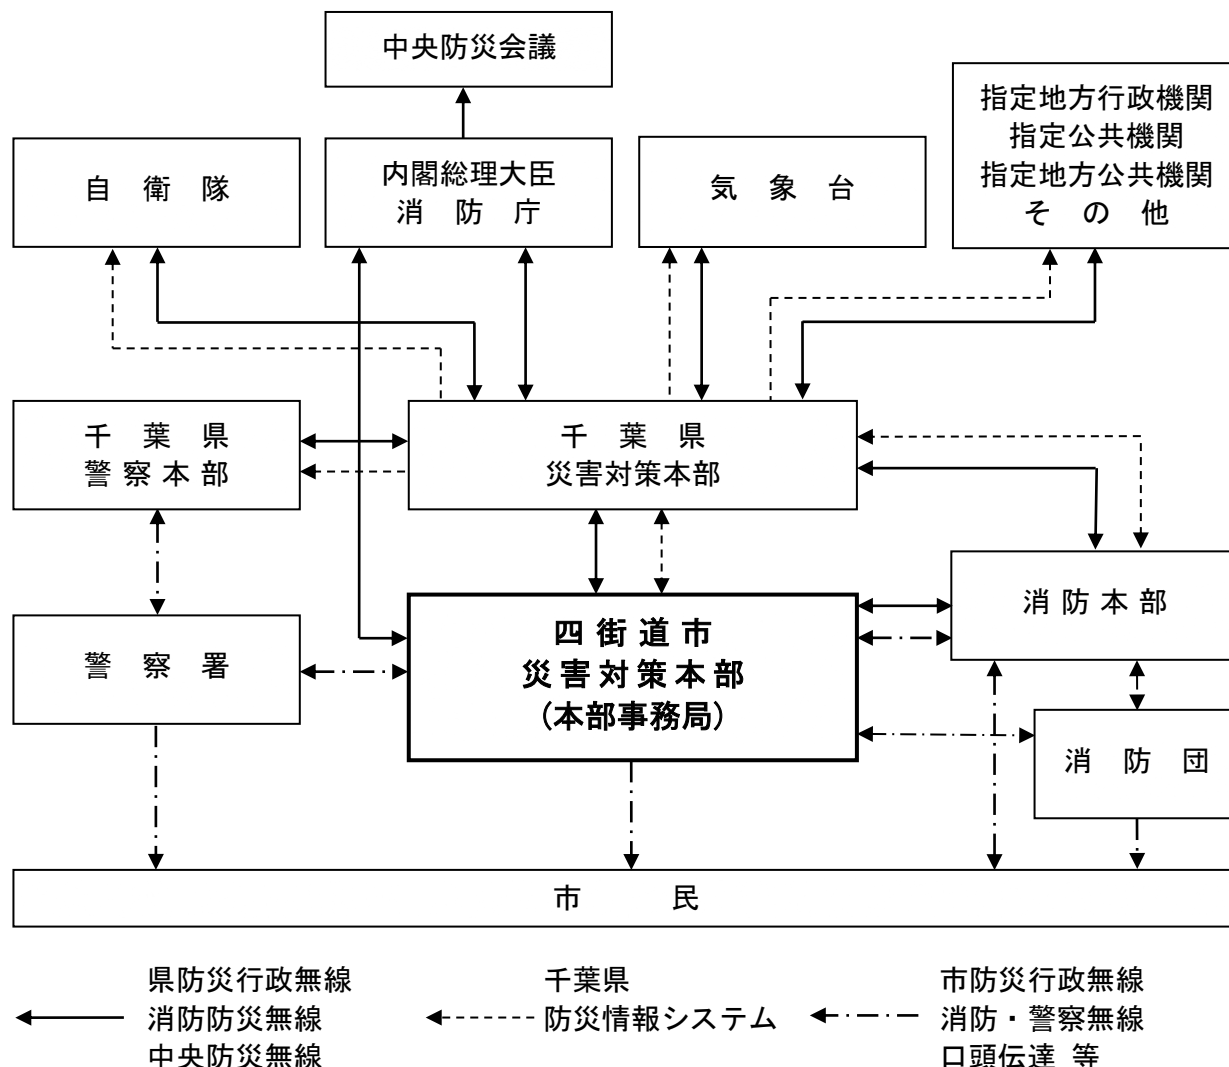 中央防災会議
指定地方行政機関
指定公共機関
指定地方公共機関
そ の 他
自 衛 隊
内閣総理大臣
消 防 庁
気 象 台
千 葉 県
警 察 本 部
千 葉 県
災害対策本部
消 防 本 部
四 街 道 市
災 害 対 策 本 部
（本部事務局）
警 察 署
消 防 団
市 民
県防災行政無線
消防防災無線
中央防災無線
千葉県
防災情報システム
市防災行政無線
消防・警察無線
口頭伝達 等